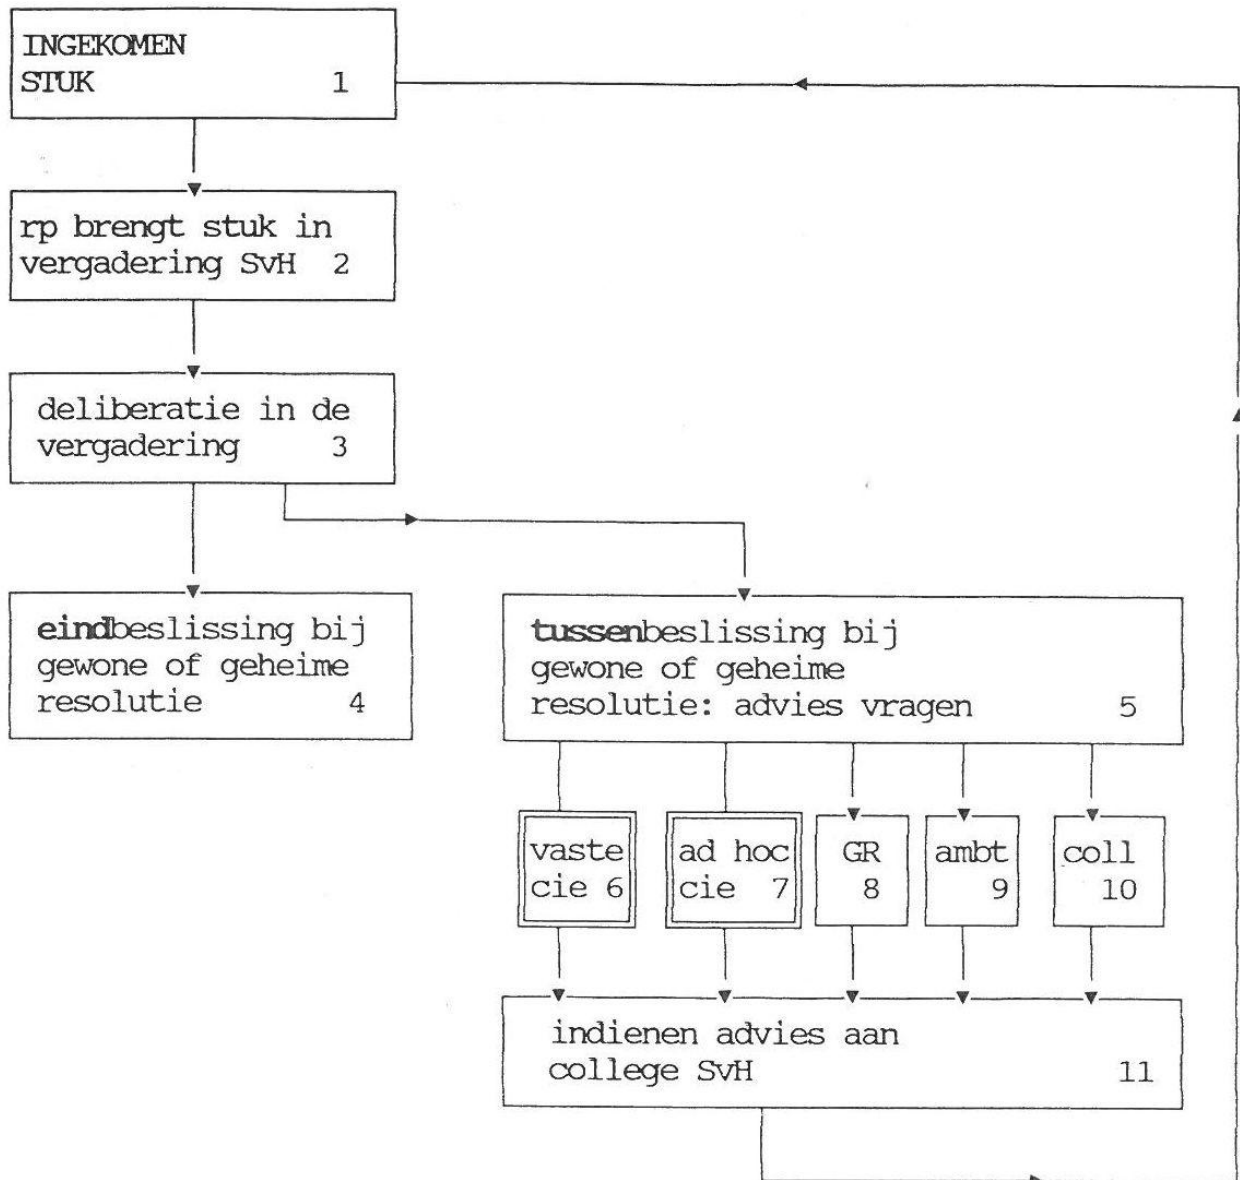 INGEKOMEN
STUK 1
rp brengt stuk in
vergadering SvH 2
deliberatie in de
vergadering 3
eindbeslissing bij
gewone of geheime
resolutie 4
tussenbeslissing bij
gewone of geheime
resolutie: advies vragen 5
vaste
cie 6
ad hoc
cie 7
GR
8
ambt
9
coll
10
indienen advies aan
college SvH 11